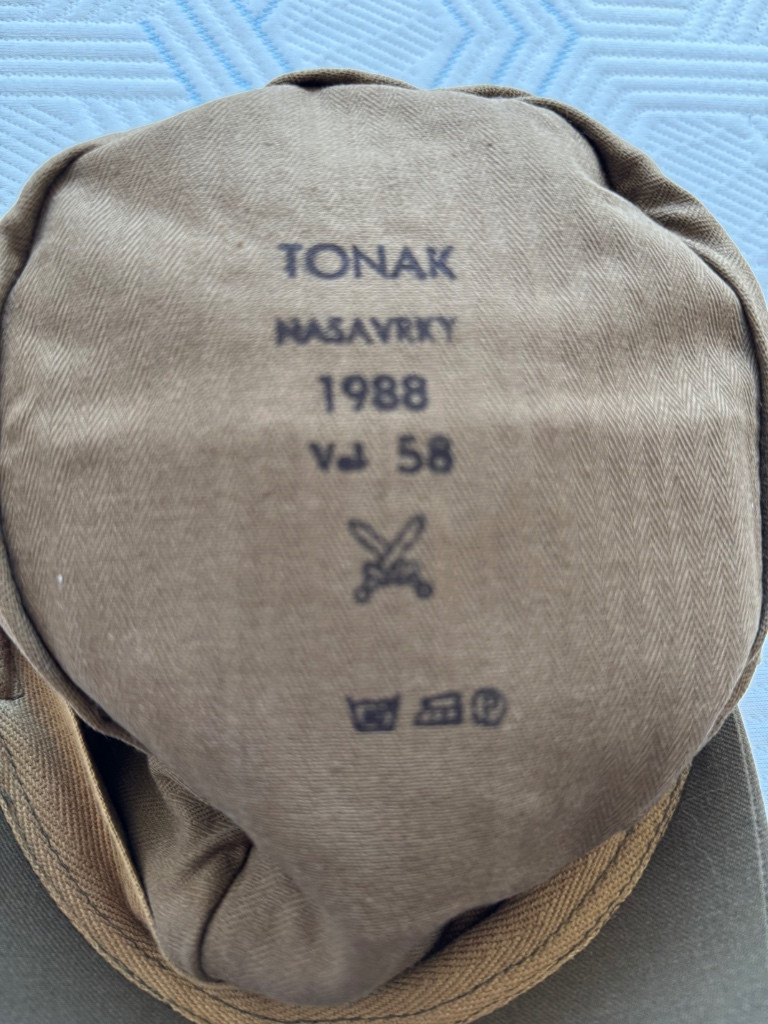 TONAK
NASAVRKY
1988
Vel 58
P